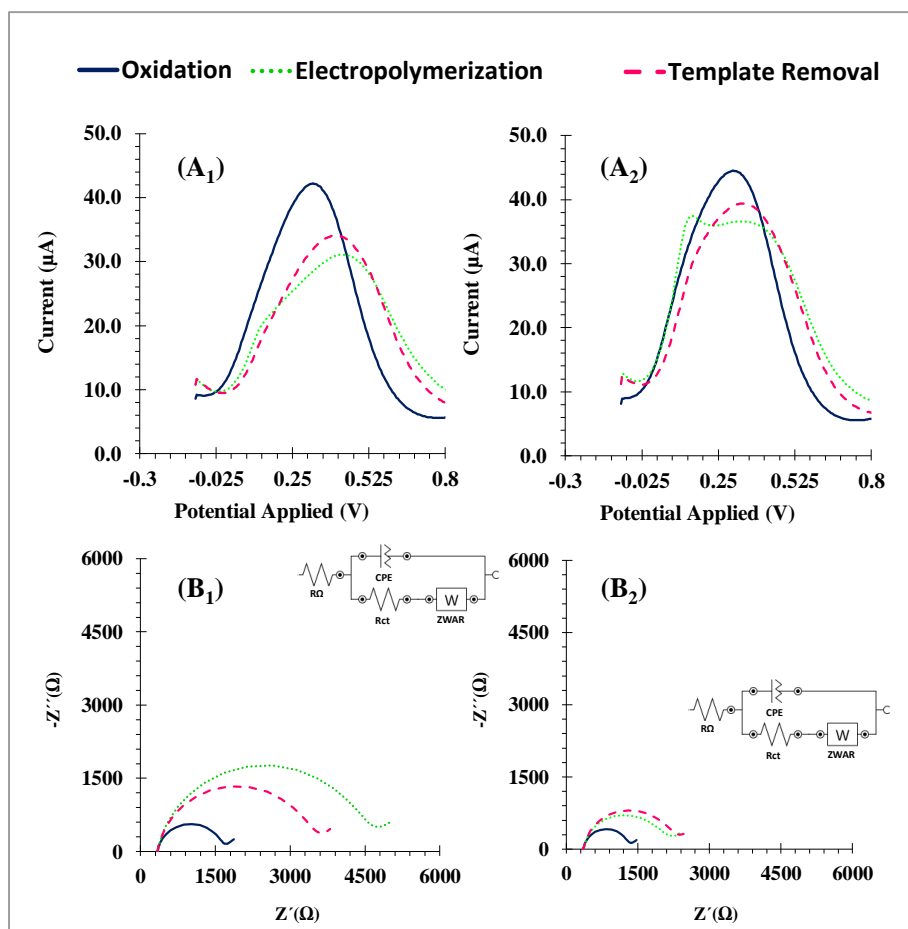 Oxidation Electropolymerization Template Removal
(A1)
50.0
40.0
30.0
20.0
10.0
0.0
Current (µA)
-0.3 -0.025 0.25 0.525 0.8
Potential Applied (V)
(A2)
50.0
40.0
30.0
20.0
10.0
0.0
Current (µA)
-0.3 -0.025 0.25 0.525 0.8
Potential Applied (V)
(B1)
6000
4500
3000
1500
0
-Z´´(Ω)
RΩ
CPE
Rct
W
ZWAR
0 1500 3000 4500 6000
Z´(Ω)
(B2)
6000
4500
3000
1500
0
-Z´´(Ω)
RΩ
CPE
Rct
W
ZWAR
0 1500 3000 4500 6000
Z´(Ω)